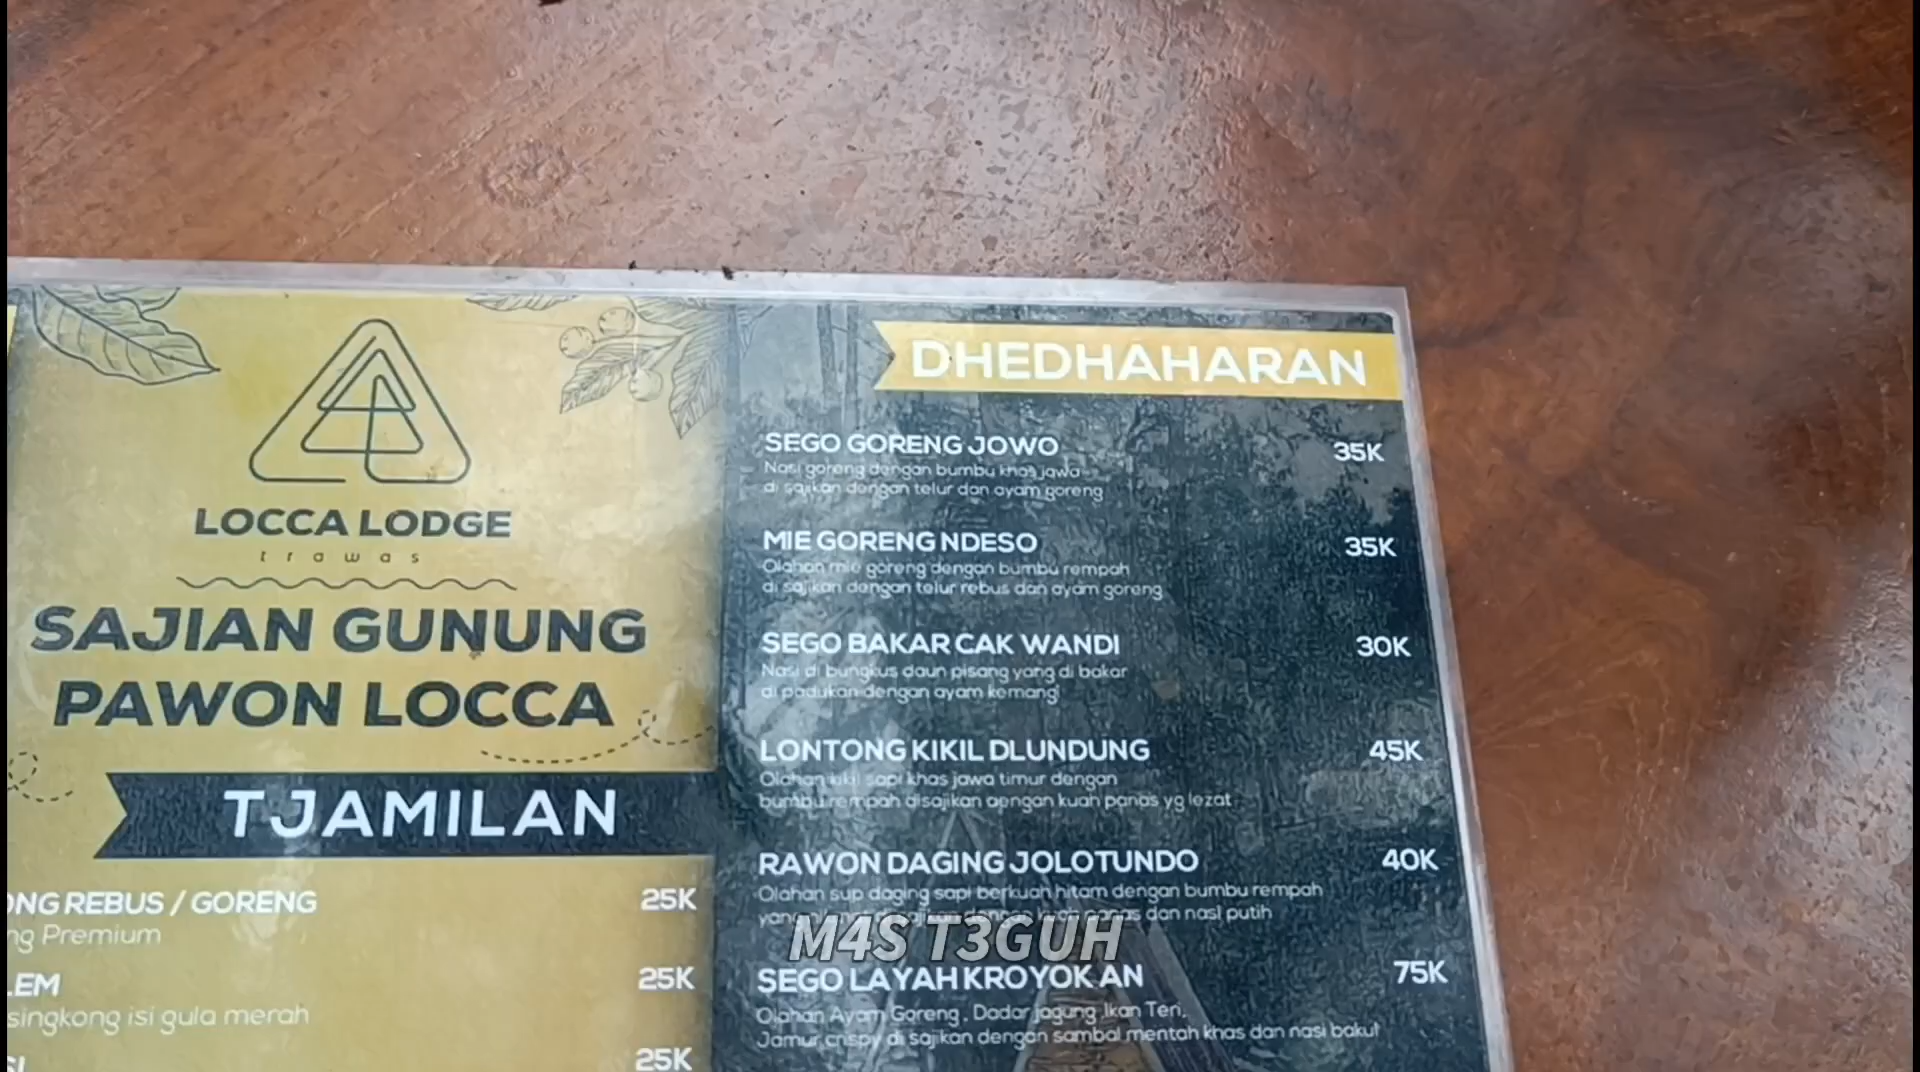 LOCCA LODGE
trawas
SAJIAN GUNUNG
PAWON LOCCA
TJAMILAN
ONG REBUS / GORENG 25K
ng Premium
LEM 25K
singkong isi gula merah
SI 25K
DHEDHAHARAN
SEGO GORENG JOWO 35K
Nasi goreng dengan bumbu khas jawa
di sajikan dengan telur dan ayam goreng
MIE GORENG NDESO 35K
Olahan mie goreng dengan bumbu rempah
di sajikan dengan telur rebus dan ayam goreng
SEGO BAKAR CAK WANDI 30K
Nasi di bungkus daun pisang yang di bakar
di padukan dengan ayam kemangi
LONTONG KIKIL DLUNDUNG 45K
Olahan kikil sapi khas jawa timur dengan
bumbu rempah disajikan dengan kuah panas yg lezat
RAWON DAGING JOLOTUNDO 40K
Olahan sup daging sapi berkuah hitam dengan bumbu rempah
dan nasi putih
M4S T3GUH
SEGO LAYAH KROYOKAN 75K
Olahan Ayam Goreng, Dadar jagung, Ikan Teri,
Jamur crispy di sajikan dengan sambal mentah khas dan nasi bakul